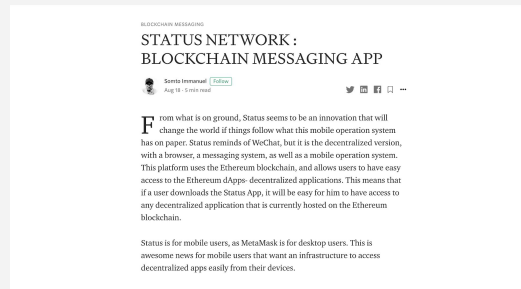 BLOCKCHAIN MESSAGING
STATUS NETWORK :
BLOCKCHAIN MESSAGING APP
Somto Immanuel Follow
Aug 18 · 5 min read
From what is on ground, Status seems to be an innovation that will
change the world if things follow what this mobile operation system
has on paper. Status reminds of WeChat, but it is the decentralized version,
with a browser, a messaging system, as well as a mobile operation system.
This platform uses the Ethereum blockchain, and allows users to have easy
access to the Ethereum dApps- decentralized applications. This means that
if a user downloads the Status App, it will be easy for him to have access to
any decentralized application that is currently hosted on the Ethereum
blockchain.
Status is for mobile users, as MetaMask is for desktop users. This is
awesome news for mobile users that want an infrastructure to access
decentralized apps easily from their devices.